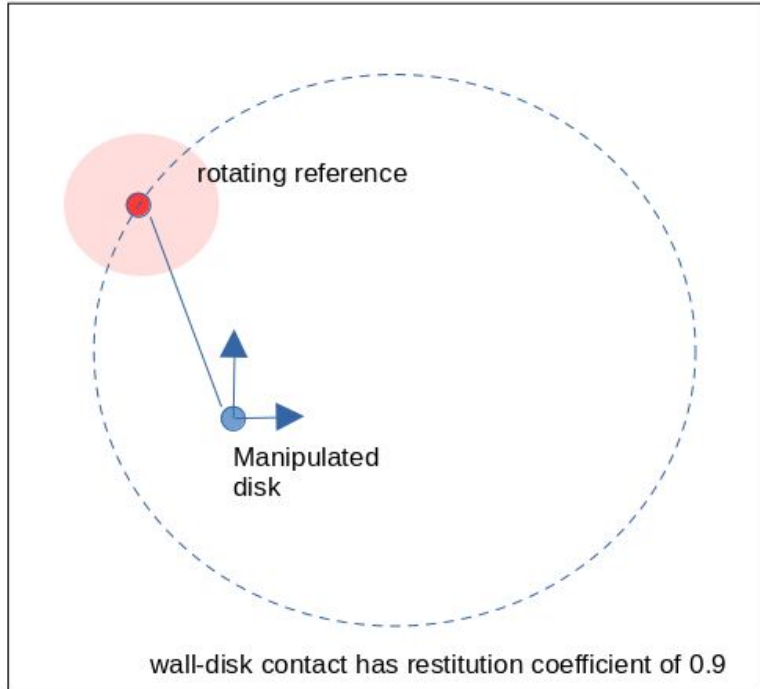 rotating reference
Manipulated
disk
wall-disk contact has restitution coefficient of 0.9